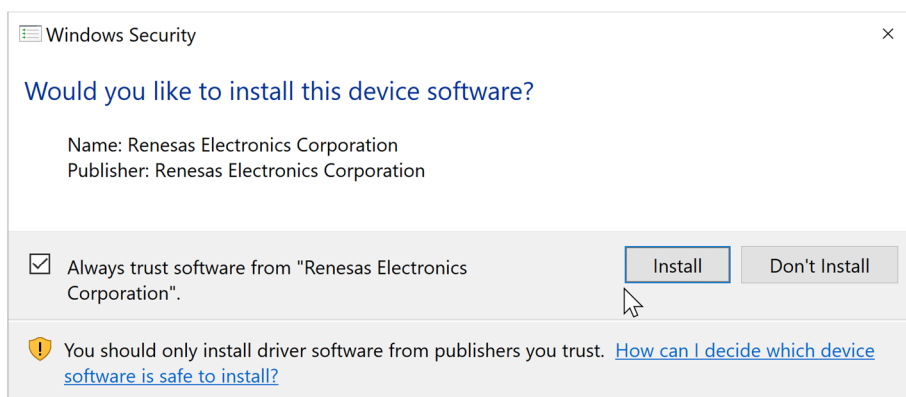 Windows Security
Would you like to install this device software?
Name: Renesas Electronics Corporation
Publisher: Renesas Electronics Corporation
Always trust software from "Renesas Electronics
Corporation".
Install
Don't Install
You should only install driver software from publishers you trust. How can I decide which device
software is safe to install?